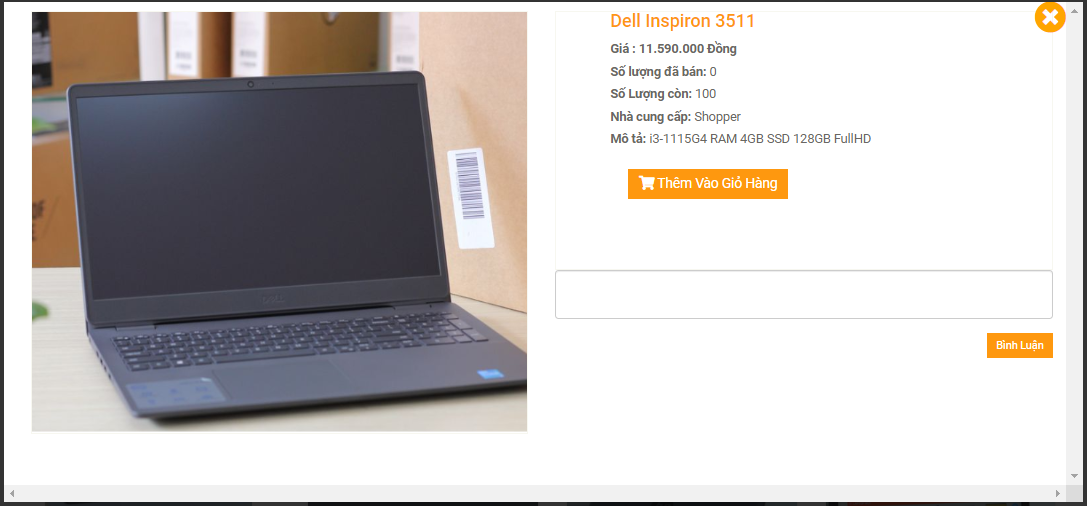 Dell Inspiron 3511
Giá : 11.590.000 Đồng
Số lượng đã bán: 0
Số Lượng còn: 100
Nhà cung cấp: Shopper
Mô tả: i3-1115G4 RAM 4GB SSD 128GB FullHD
Thêm Vào Giỏ Hàng
Bình Luận
DELL